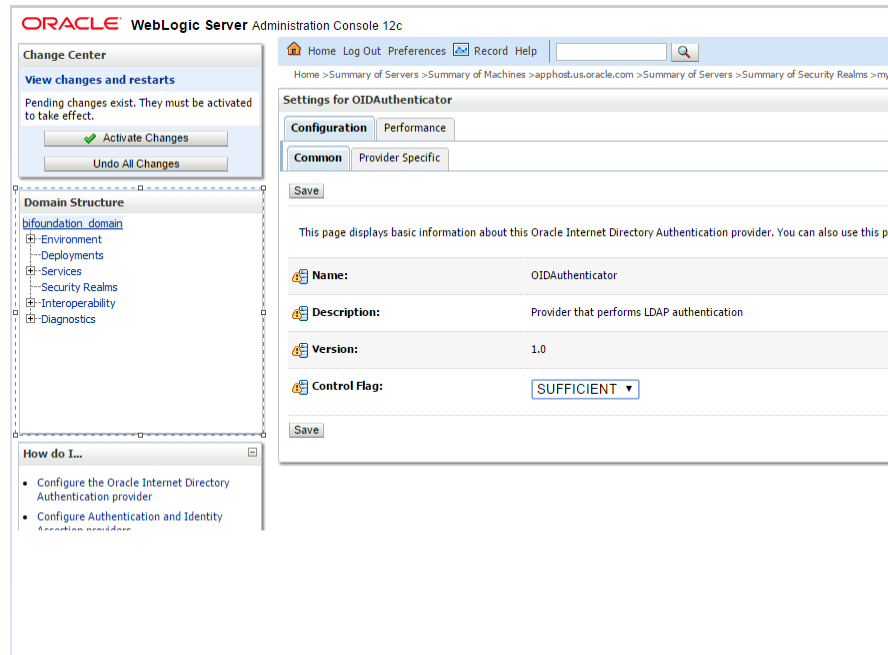 ORACLE WebLogic Server Administration Console 12c
Change Center
View changes and restarts
Pending changes exist. They must be activated
to take effect.
Activate Changes
Undo All Changes
Domain Structure
bifoundation_domain
Environment
Deployments
Services
Security Realms
Interoperability
Diagnostics
How do I...
Configure the Oracle Internet Directory
Authentication provider
Configure Authentication and Identity
Assertion providers
Home Log Out Preferences Record Help
Home >Summary of Servers >Summary of Machines >apphost.us.oracle.com >Summary of Servers >Summary of Security Realms >my
Settings for OIDAuthenticator
Configuration Performance
Common Provider Specific
Save
This page displays basic information about this Oracle Internet Directory Authentication provider. You can also use this p
Name: OIDAuthenticator
Description: Provider that performs LDAP authentication
Version: 1.0
Control Flag: SUFFICIENT
Save